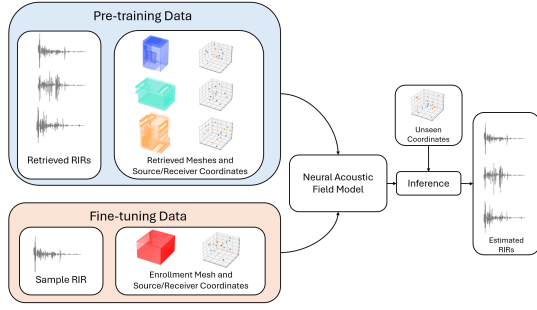 Pre-training Data
Retrieved RIRs
Retrieved Meshes and
Source/Receiver Coordinates
Fine-tuning Data
Sample RIR
Enrollment Mesh and
Source/Receiver Coordinates
Neural Acoustic
Field Model
Unseen
Coordinates
Inference
Estimated
RIRs